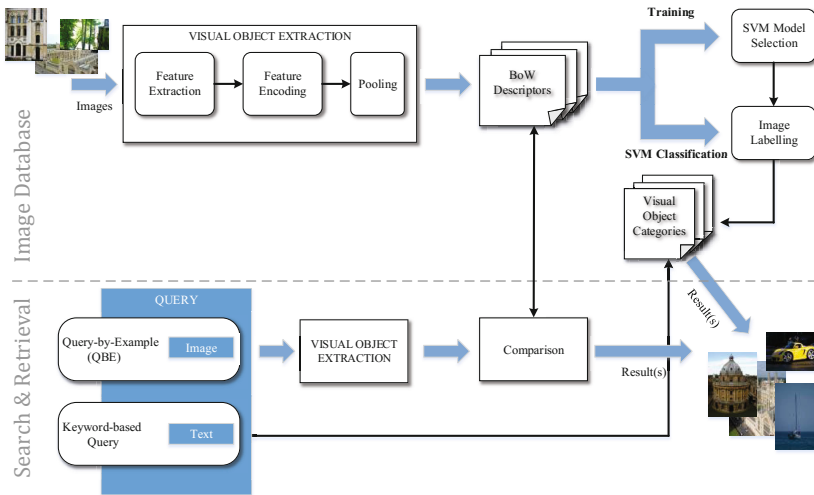 Image Database
Images
VISUAL OBJECT EXTRACTION
Feature
Extraction
Feature
Encoding
Pooling
BoW
Descriptors
Training
SVM Classification
SVM Model
Selection
Image
Labelling
Visual
Object
Categories
Result(s)
Search & Retrieval
QUERY
Query-by-Example
(QBE)
Image
Keyword-based
Query
Text
VISUAL OBJECT
EXTRACTION
Comparison
Result(s)